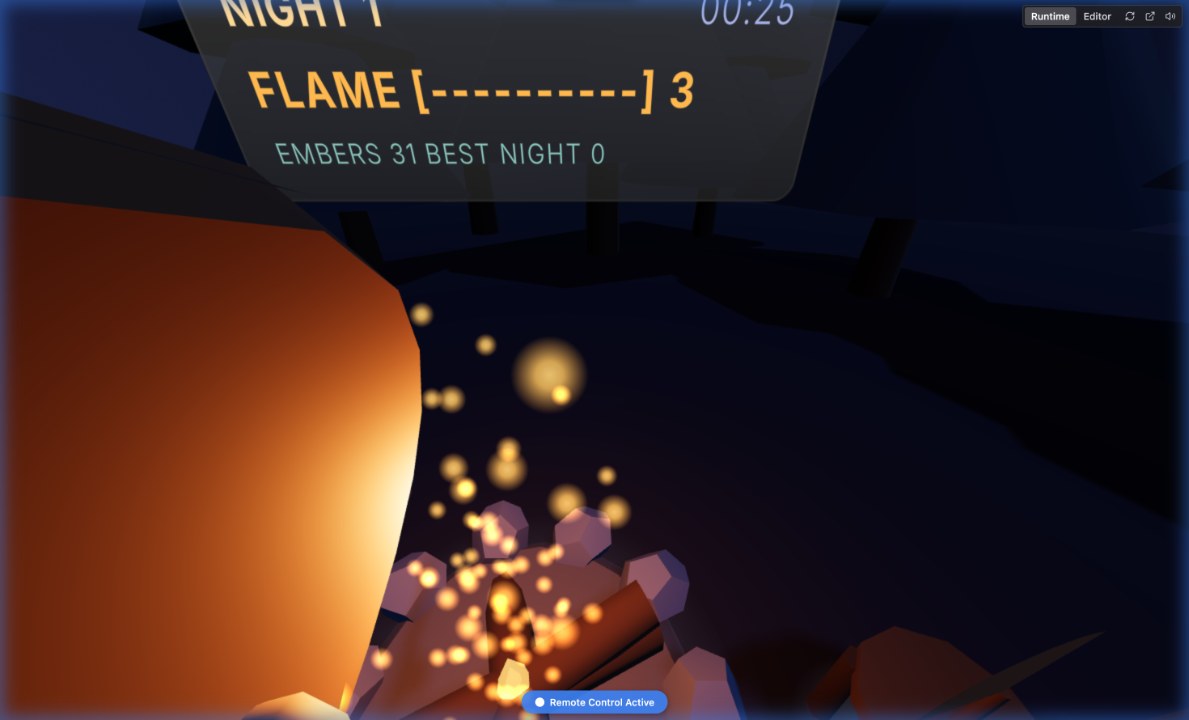 Runtime Editor
NIGHT 1 00:25
FLAME [----------] 3
EMBERS 31 BEST NIGHT 0
Remote Control Active